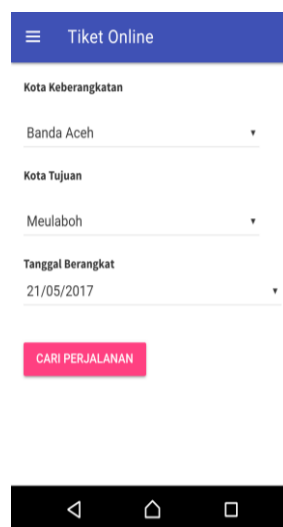 Tiket Online
Kota Keberangkatan
Banda Aceh
Kota Tujuan
Meulaboh
Tanggal Berangkat
21/05/2017
CARI PERJALANAN